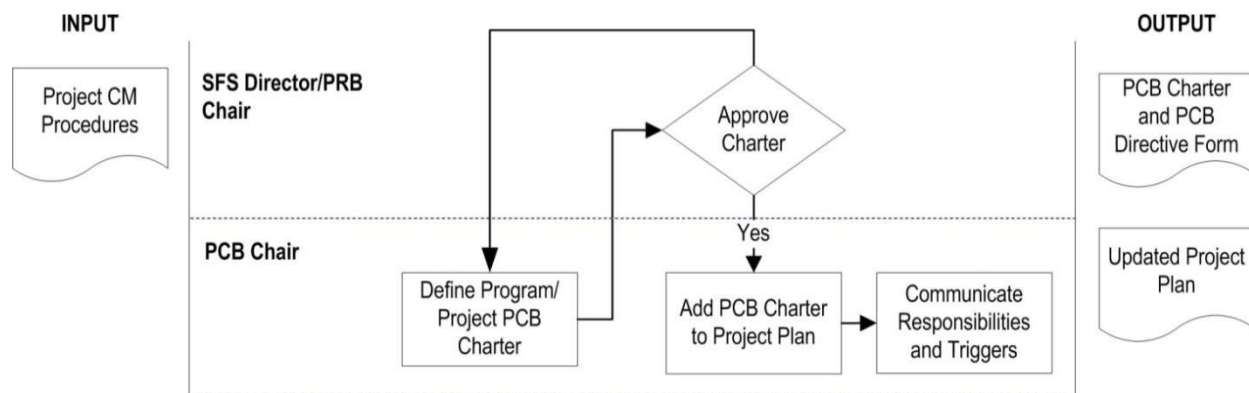 INPUT
Project CM
Procedures
SFS Director/PRB
Chair
Approve
Charter
Yes
PCB Chair
Define Program/
Project PCB
Charter
Add PCB Charter
to Project Plan
Communicate
Responsibilities
and Triggers
OUTPUT
PCB Charter
and PCB
Directive Form
Updated Project
Plan